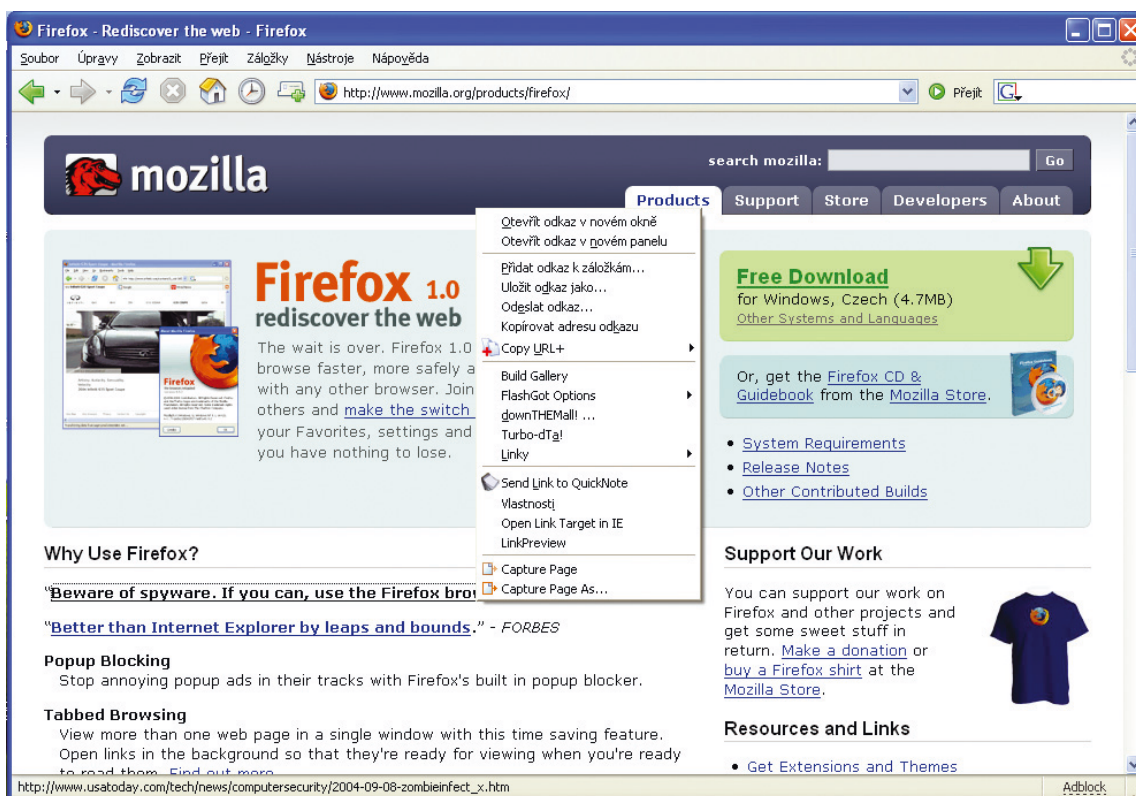 Firefox - Rediscover the web - Firefox
Soubor Úpravy Zobrazit Přejít Záložky Nástroje Nápověda
http://www.mozilla.org/products/firefox/ Přejít G
mozilla
search mozilla: Go
Products Support Store Developers About
Otevřít odkaz v novém okně
Otevřít odkaz v novém panelu
Přidat odkaz k záložkám...
Uložit odkaz jako...
Odeslat odkaz...
Kopírovat adresu odkazu
Copy URL+
Build Gallery
FlashGot Options
downTHEMall! ...
Turbo-dTa!
Linky
Send Link to QuickNote
Vlastnosti
Open Link Target in IE
LinkPreview
Capture Page
Capture Page As...
Firefox 1.0
rediscover the web
The wait is over. Firefox 1.0
browse faster, more safely a
with any other browser. Join
others and make the switch
your Favorites, settings and
you have nothing to lose.
Free Download
for Windows, Czech (4.7MB)
Other Systems and Languages
Or, get the Firefox CD &
Guidebook from the Mozilla Store.
• System Requirements
• Release Notes
• Other Contributed Builds
Why Use Firefox?
"Beware of spyware. If you can, use the Firefox brow
"Better than Internet Explorer by leaps and bounds." - FORBES
Popup Blocking
Stop annoying popup ads in their tracks with Firefox's built in popup blocker.
Tabbed Browsing
View more than one web page in a single window with this time saving feature.
Open links in the background so that they're ready for viewing when you're ready
to read them. Find out more
Support Our Work
You can support our work on
Firefox and other projects and
get some sweet stuff in
return. Make a donation or
buy a Firefox shirt at the
Mozilla Store.
Resources and Links
• Get Extensions and Themes
http://www.usatoday.com/tech/news/computersecurity/2004-09-08-zombieinfect_x.htm Adblock